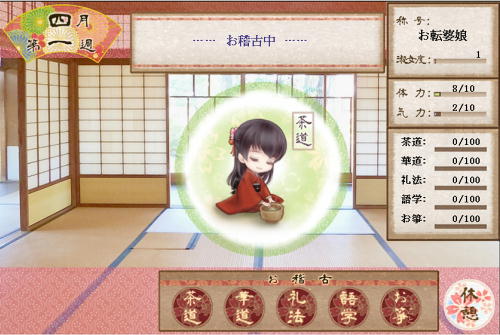 四月
第一週
…… お稽古中 ……
称号:
お転婆娘
淑女度: 1
体力: 8/10
気力: 2/10
茶道: 0/100
華道: 0/100
礼法: 0/100
語学: 0/100
お箏: 0/100
茶道
お稽古
茶道 華道 礼法 語学 お箏
休憩